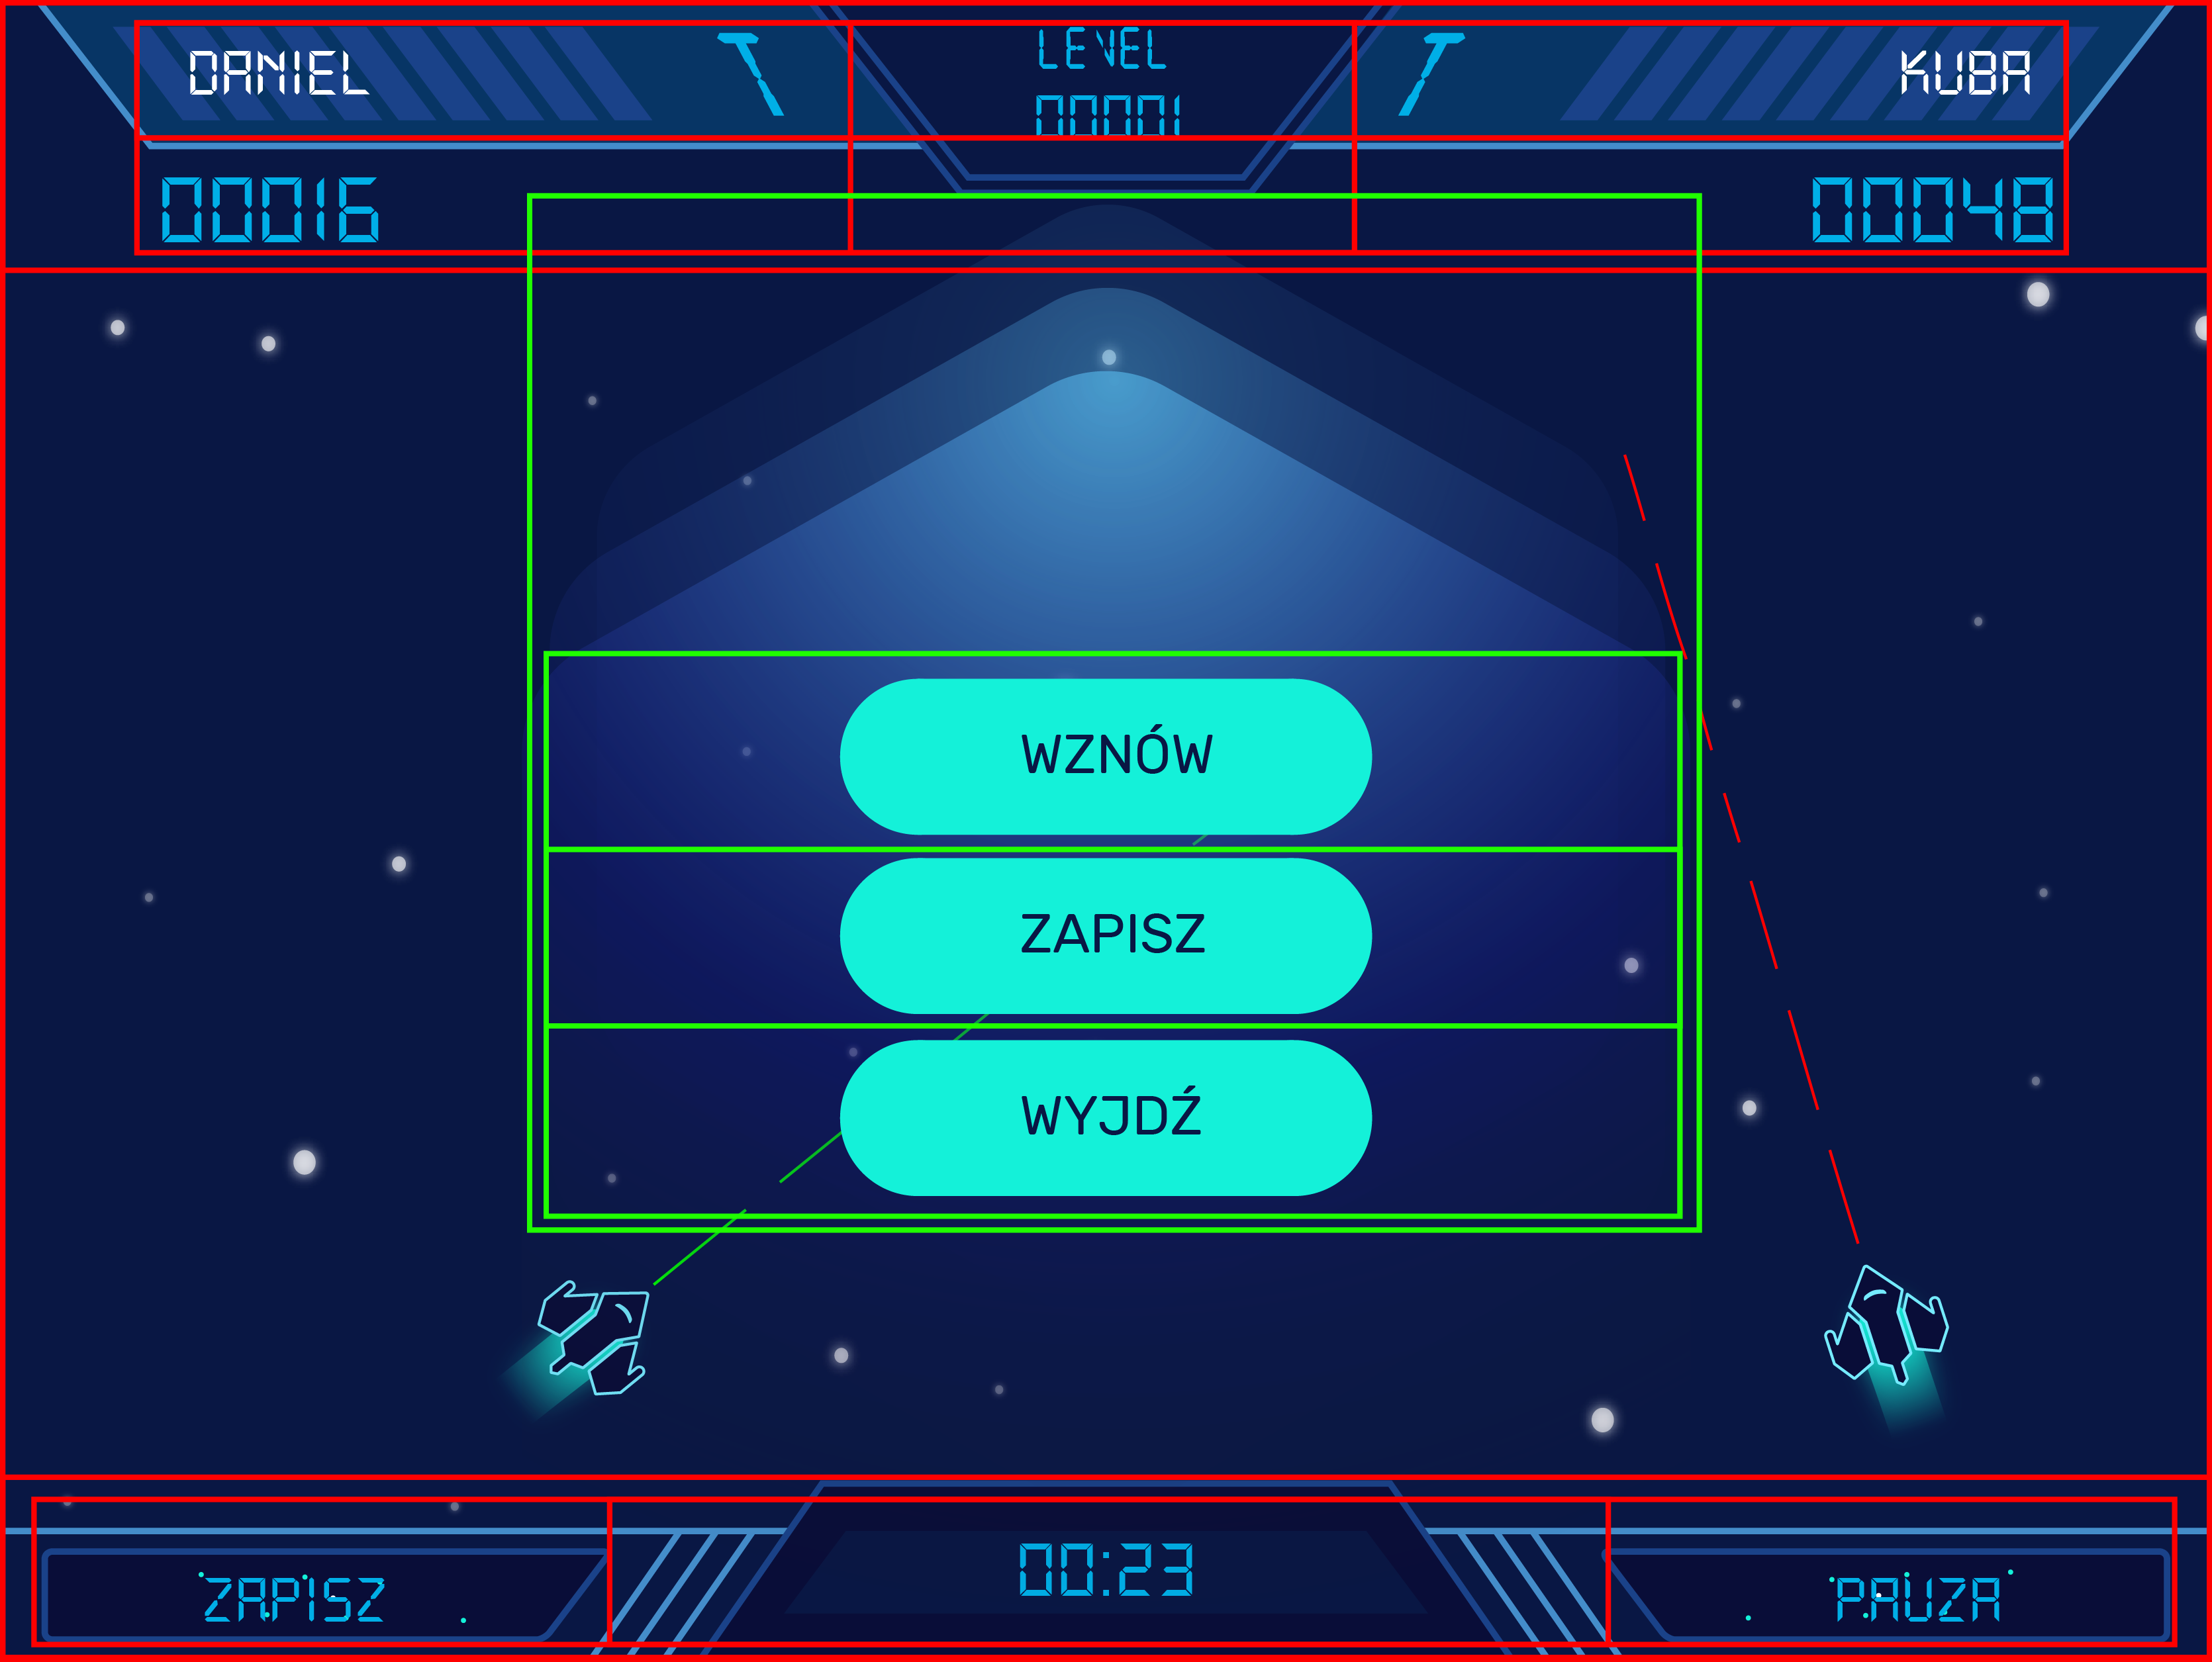 DANIEL
LEVEL
00001
KUBA
00016
00048
WZNÓW
ZAPISZ
WYJDŹ
ZAPISZ
00:23
PAUZA